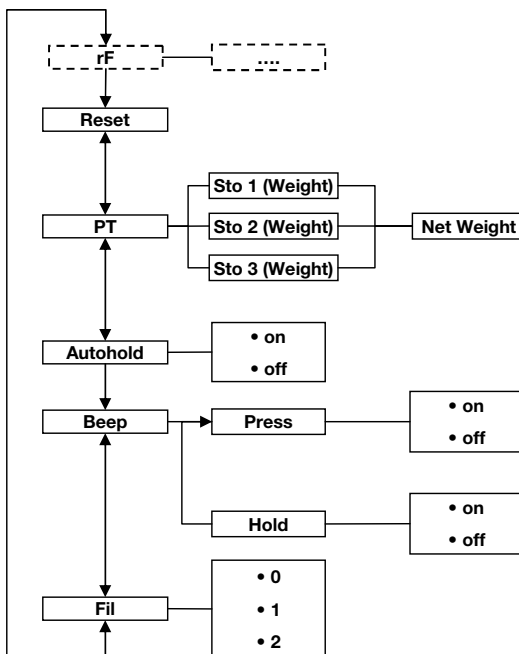 rF
....
Reset
Sto 1 (Weight)
PT
Sto 2 (Weight)
Net Weight
Sto 3 (Weight)
Autohold
• on
• off
Beep
Press
• on
• off
Hold
• on
• off
Fil
• 0
• 1
• 2